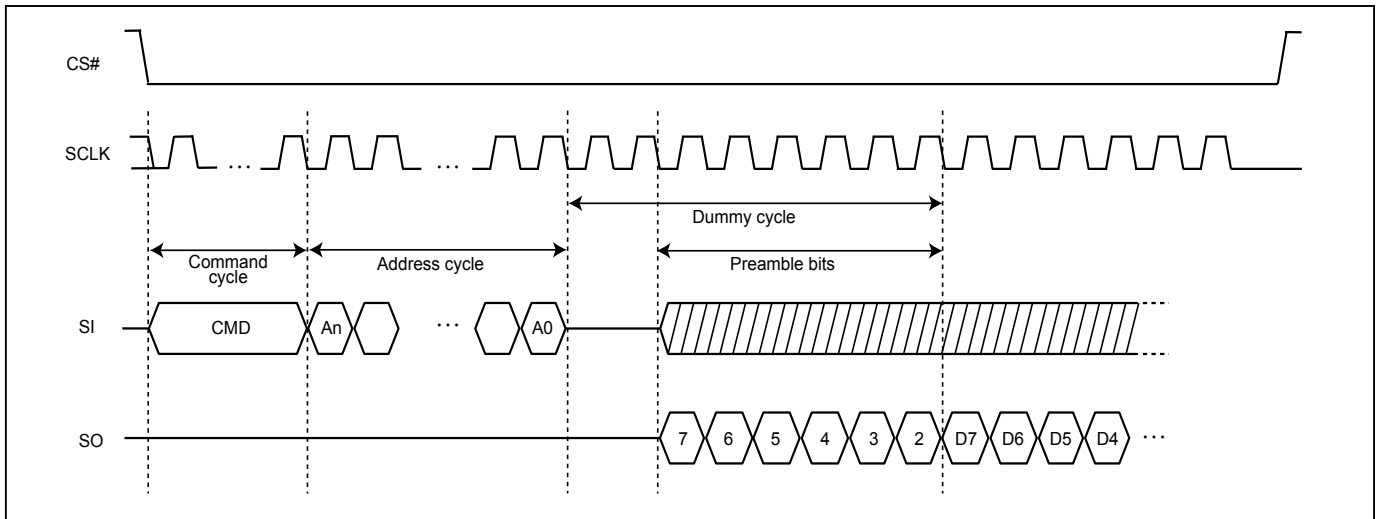 CS#
SCLK
...
...
Dummy cycle
Command
cycle
Address cycle
Preamble bits
SI
CMD
An
...
A0
SO
7 6 5 4 3 2 D7 D6 D5 D4 ...